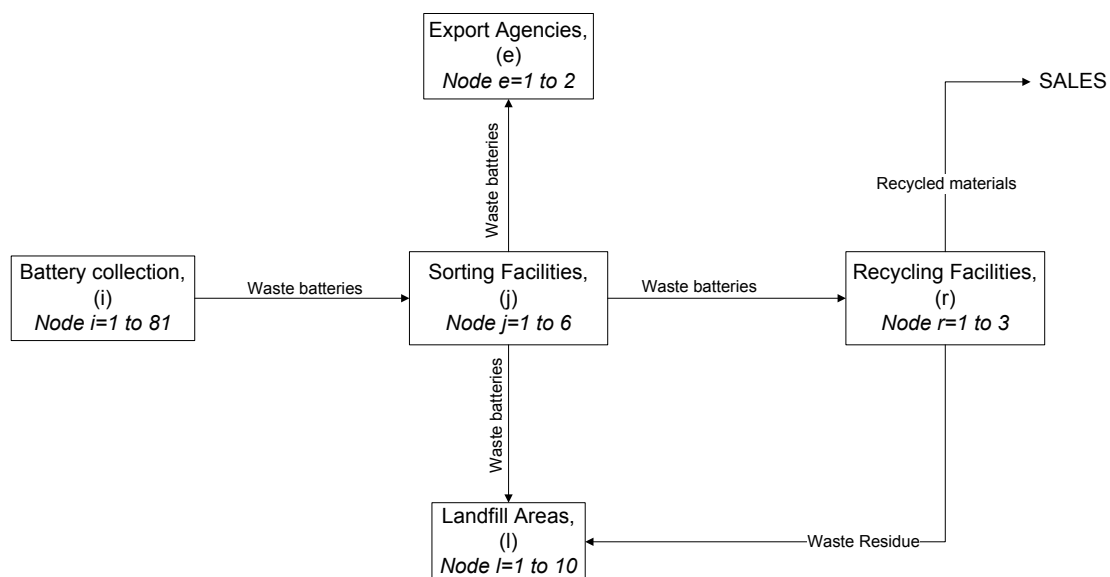 Export Agencies,
(e)
Node e=1 to 2
SALES
Waste batteries
Recycled materials
Battery collection,
(i)
Node i=1 to 81
Waste batteries
Sorting Facilities,
(j)
Node j=1 to 6
Waste batteries
Recycling Facilities,
(r)
Node r=1 to 3
Waste batteries
Landfill Areas,
(l)
Node l=1 to 10
Waste Residue